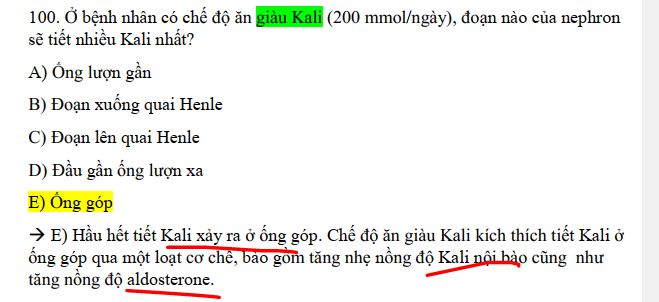 100. Ở bệnh nhân có chế độ ăn giàu Kali (200 mmol/ngày), đoạn nào của nephron
sẽ tiết nhiều Kali nhất?
A) Ống lượn gần
B) Đoạn xuống quai Henle
C) Đoạn lên quai Henle
D) Đầu gần ống lượn xa
E) Ống góp
→ E) Hầu hết tiết Kali xảy ra ở ống góp. Chế độ ăn giàu Kali kích thích tiết Kali ở
ống góp qua một loạt cơ chế, bao gồm tăng nhẹ nồng độ Kali nội bào cũng như
tăng nồng độ aldosterone.